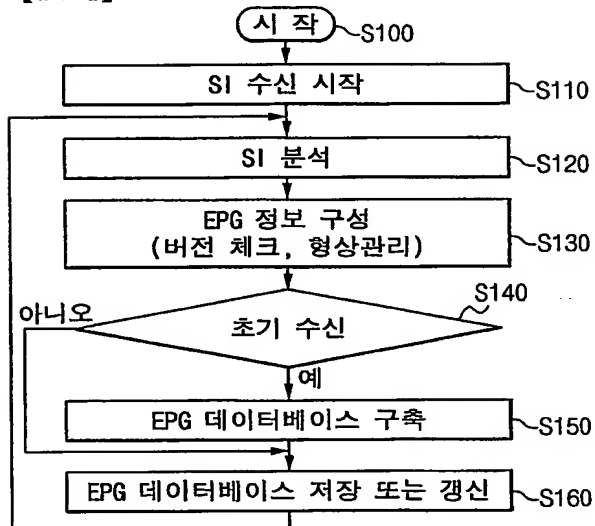 시 작
S100
SI 수신 시작
S110
SI 분석
S120
EPG 정보 구성
(버전 체크, 형상관리)
S130
S140
아니오
초기 수신
예
EPG 데이터베이스 구축
S150
EPG 데이터베이스 저장 또는 갱신
S160